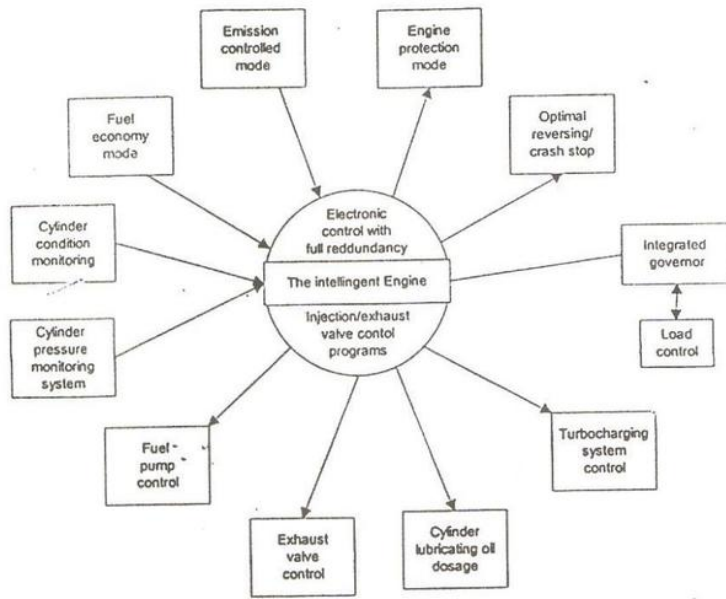 Emission
controlled
mode
Engine
protection
mode
Fuel
economy
mode
Optimal
reversing/
crash stop
Cylinder
condition
monitoring
Electronic
control with
full reddundancy
Integrated
governor
The intellingent Engine
Injection/exhaust
valve contol
programs
Load
control
Cylinder
pressure
monitoring
system
Fuel
pump
control
Turbocharging
system
control
Exhaust
valve
control
Cylinder
lubricating oil
dosage